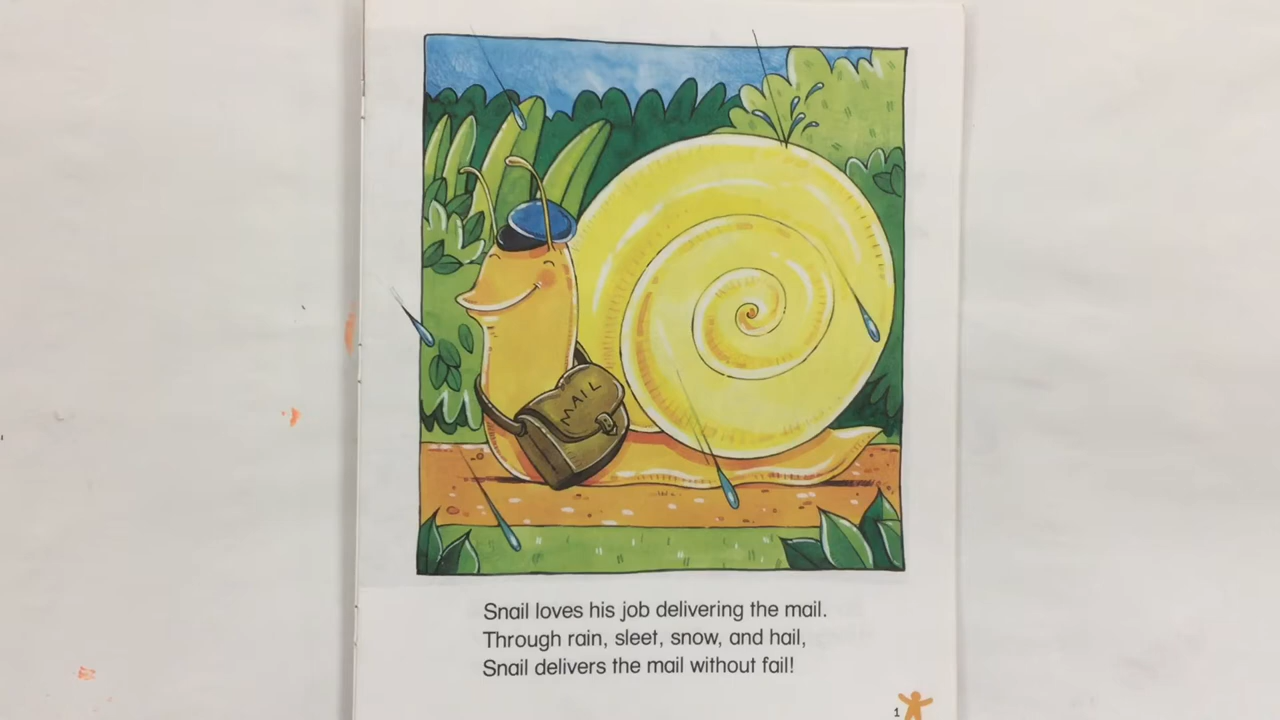 MAIL
Snail loves his job delivering the mail.
Through rain, sleet, snow, and hail,
Snail delivers the mail without fail!
1